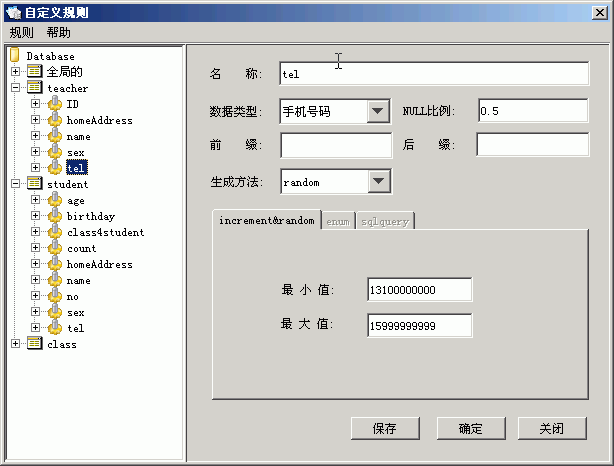 自定义规则
规则 帮助
Database
全局的
teacher
ID
homeAddress
name
sex
tel
student
age
birthday
class4student
count
homeAddress
name
no
sex
tel
class
名 称: tel
数据类型: 手机号码 NULL比例: 0.5
前 缀: 后 缀:
生成方法: random
increment&random enum sqlquery
最 小 值: 13100000000
最 大 值: 15999999999
保存 确定 关闭